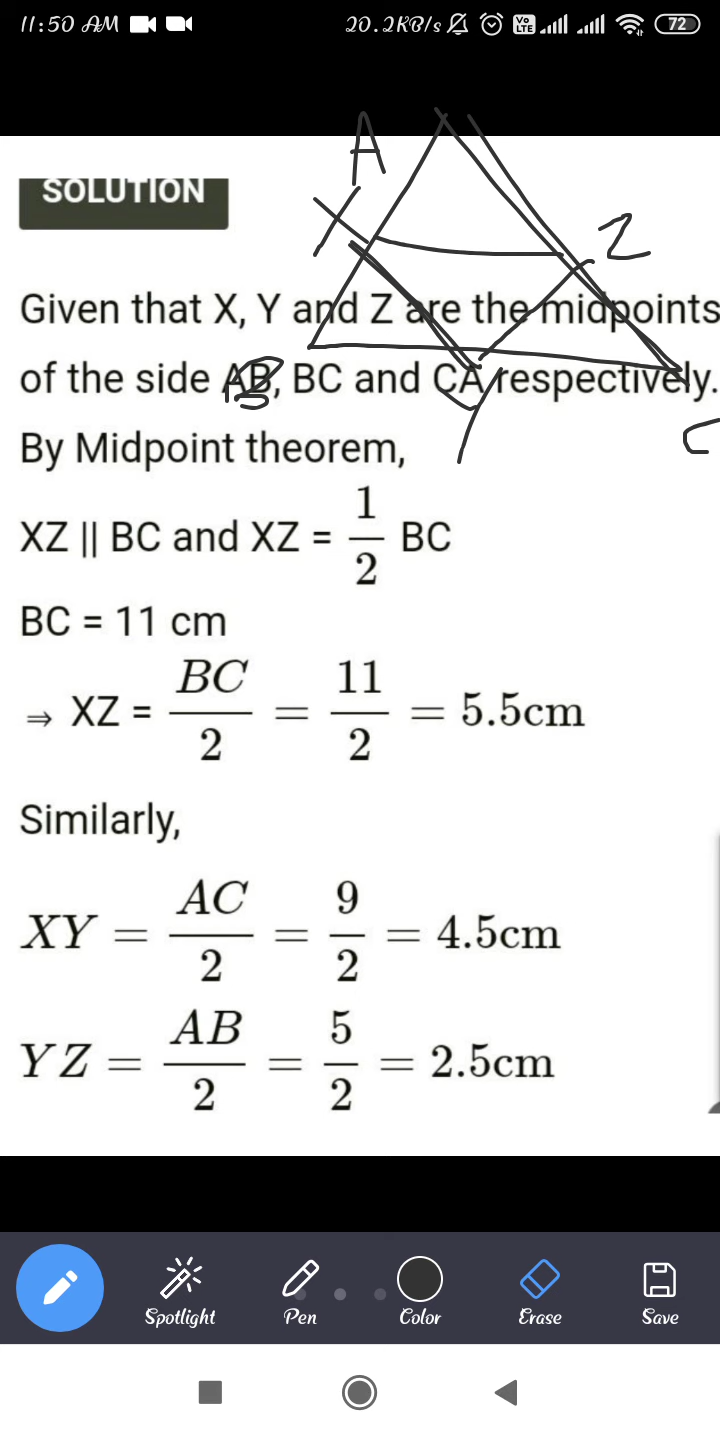 11:50 AM 20.2KB/s Vo LTE 72
A
SOLUTION
X Z
Given that X, Y and Z are the midpoints
of the side AB, BC and CA respectively.
B Y C
By Midpoint theorem,
XZ || BC and XZ = 1/2 BC
BC = 11 cm
⇒ XZ = BC/2 = 11/2 = 5.5cm
Similarly,
XY = AC/2 = 9/2 = 4.5cm
YZ = AB/2 = 5/2 = 2.5cm
Spotlight Pen Color Erase Save